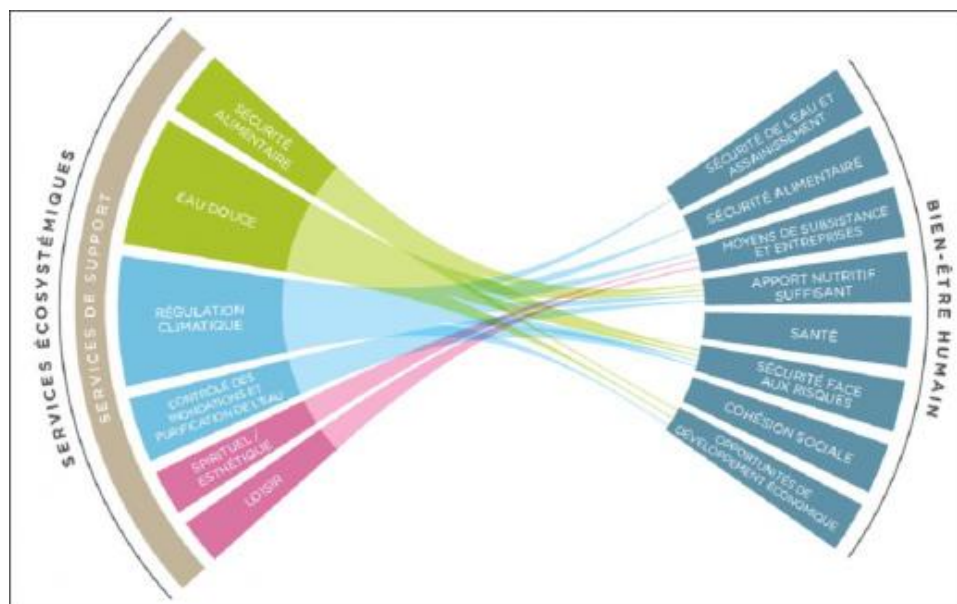 SERVICES ÉCOSYSTÉMIQUES
SERVICES DE SUPPORT
SÉCURITÉ
ALIMENTAIRE
EAU DOUCE
RÉGULATION
CLIMATIQUE
CONTRÔLE DES
INONDATIONS ET
PURIFICATION DE L'EAU
SPIRITUEL /
ESTHÉTIQUE
LOISIR
SÉCURITÉ DE L'EAU ET
ASSAINISSEMENT
SÉCURITÉ ALIMENTAIRE
MOYENS DE SUBSISTANCE
ET ENTREPRISES
APPORT NUTRITIF
SUFFISANT
SANTÉ
SÉCURITÉ FACE
AUX RISQUES
COHÉSION SOCIALE
OPPORTUNITÉS DE
DÉVELOPPEMENT ÉCONOMIQUE
BIEN-ÊTRE HUMAIN